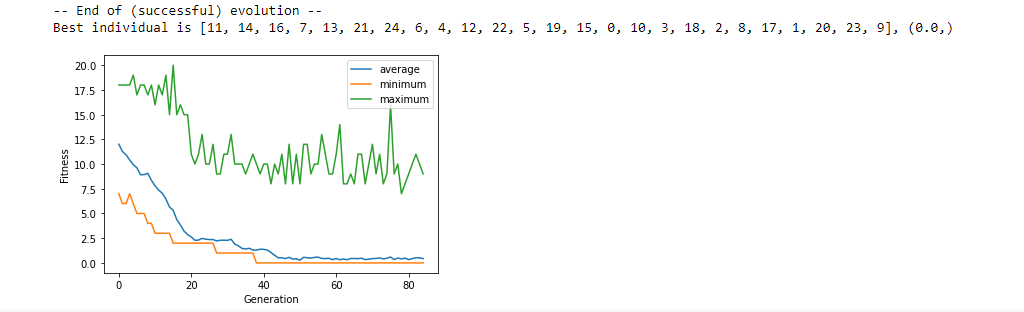 -- End of (successful) evolution --
Best individual is [11, 14, 16, 7, 13, 21, 24, 6, 4, 12, 22, 5, 19, 15, 0, 10, 3, 18, 2, 8, 17, 1, 20, 23, 9], (0.0,)
average
minimum
maximum
20.0
17.5
15.0
12.5
10.0
7.5
5.0
2.5
0.0
Fitness
0 20 40 60 80
Generation